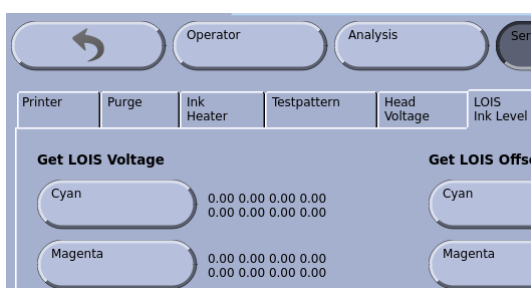 Operator
Analysis
Printer
Purge
Ink
Heater
Testpattern
Head
Voltage
LOIS
Ink Level
Get LOIS Voltage
Get LOIS
Cyan
0.00 0.00 0.00 0.00
0.00 0.00 0.00 0.00
Cyan
Magenta
0.00 0.00 0.00 0.00
0.00 0.00 0.00 0.00
Magenta